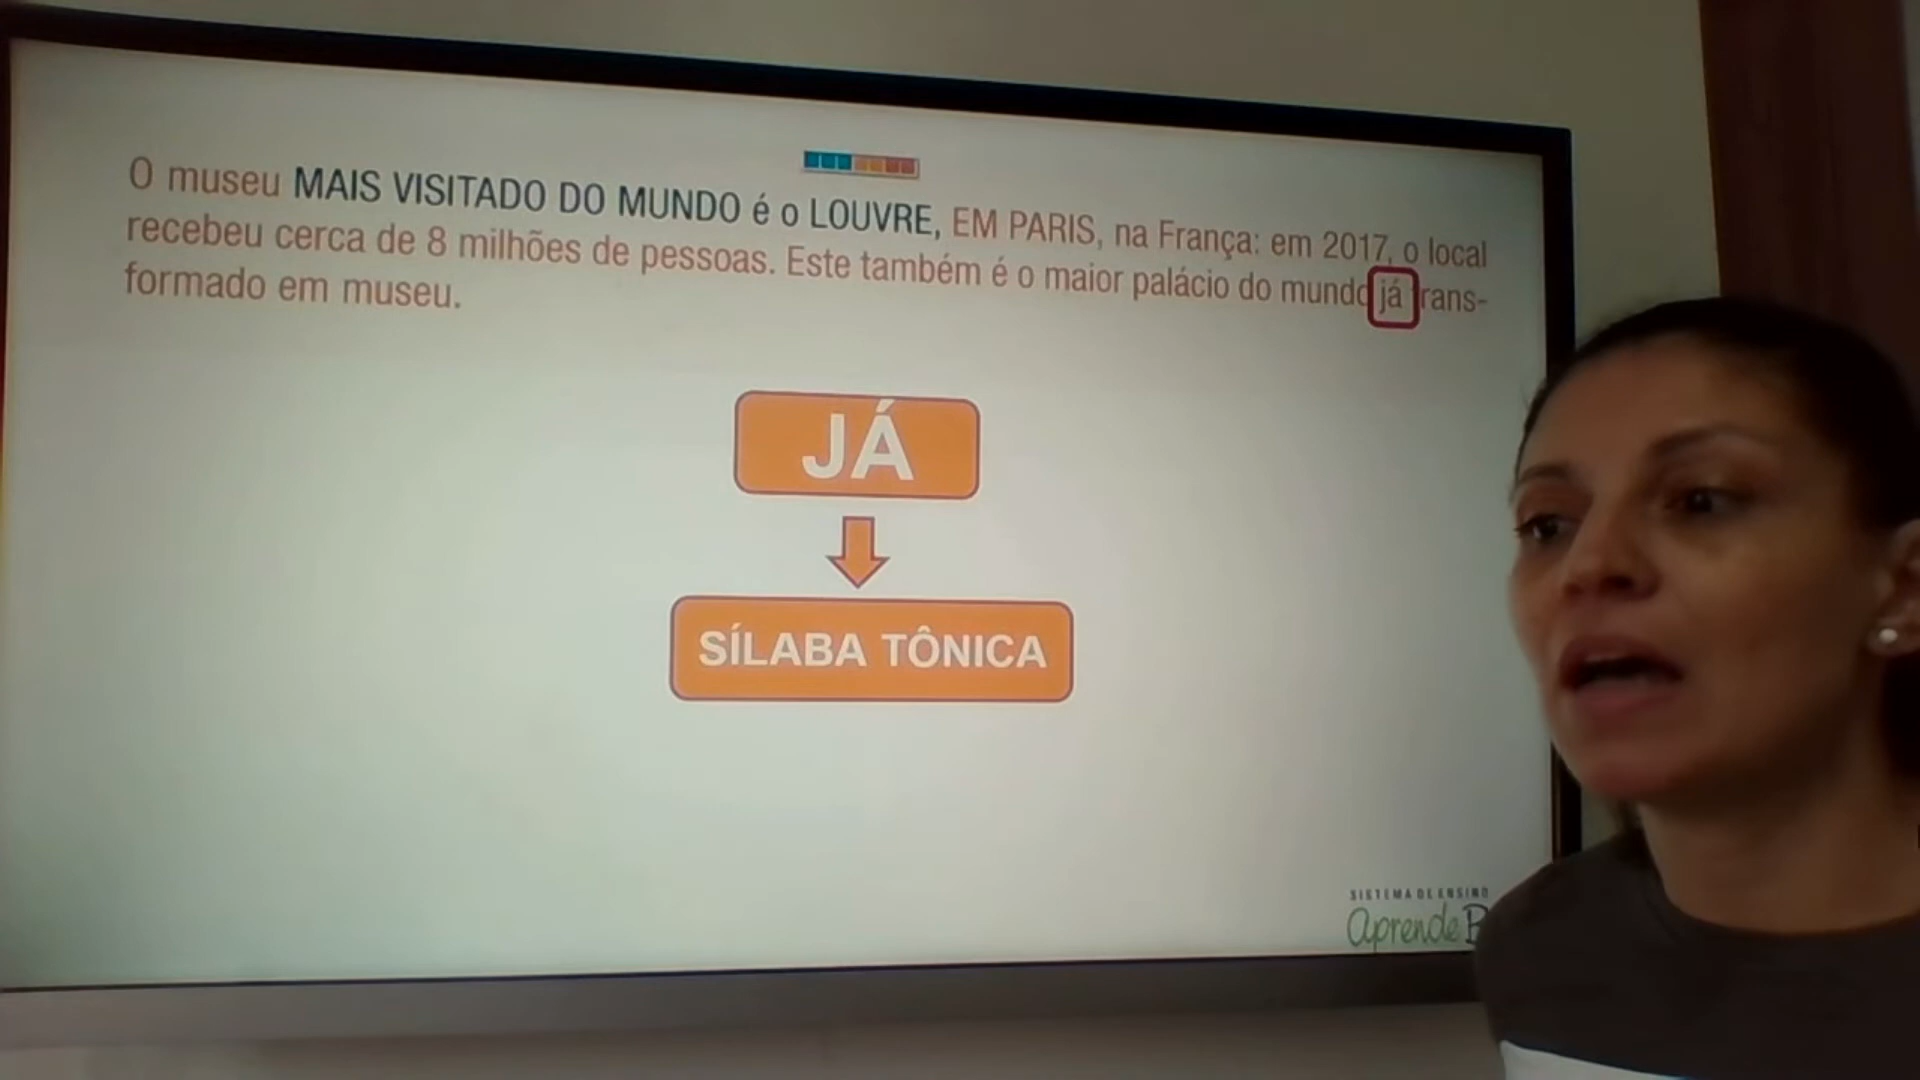 O museu MAIS VISITADO DO MUNDO é o LOUVRE, EM PARIS, na França: em 2017, o local
recebeu cerca de 8 milhões de pessoas. Este também é o maior palácio do mundo já trans-
formado em museu.
JÁ
SÍLABA TÔNICA
SISTEMA DE ENSINO
aprende